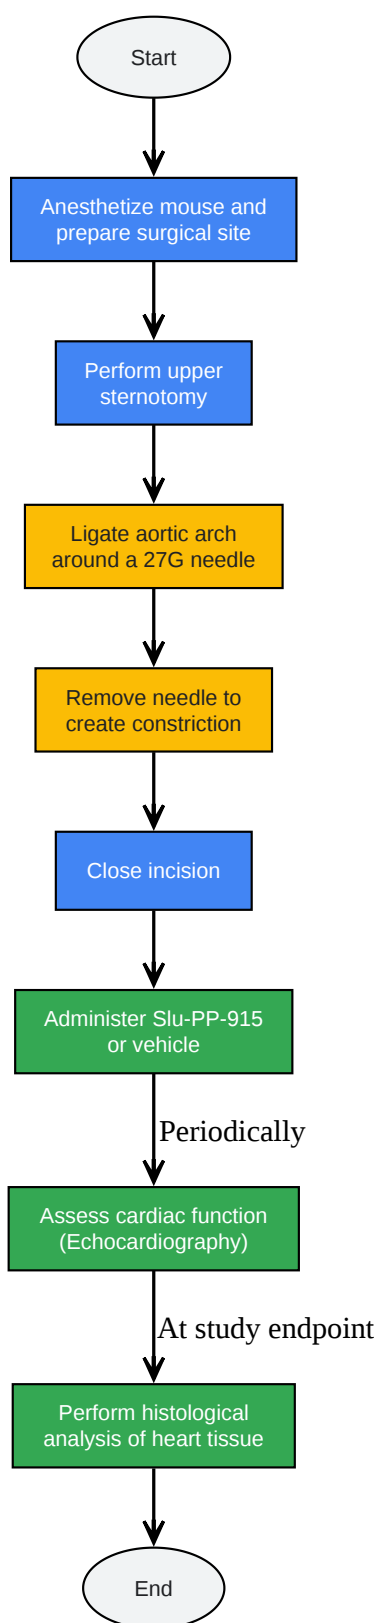 Start
Anesthetize mouse and
prepare surgical site
Perform upper
sternotomy
Ligate aortic arch
around a 27G needle
Remove needle to
create constriction
Close incision
Administer Slu-PP-915
or vehicle
Periodically
Assess cardiac function
(Echocardiography)
At study endpoint
Perform histological
analysis of heart tissue
End